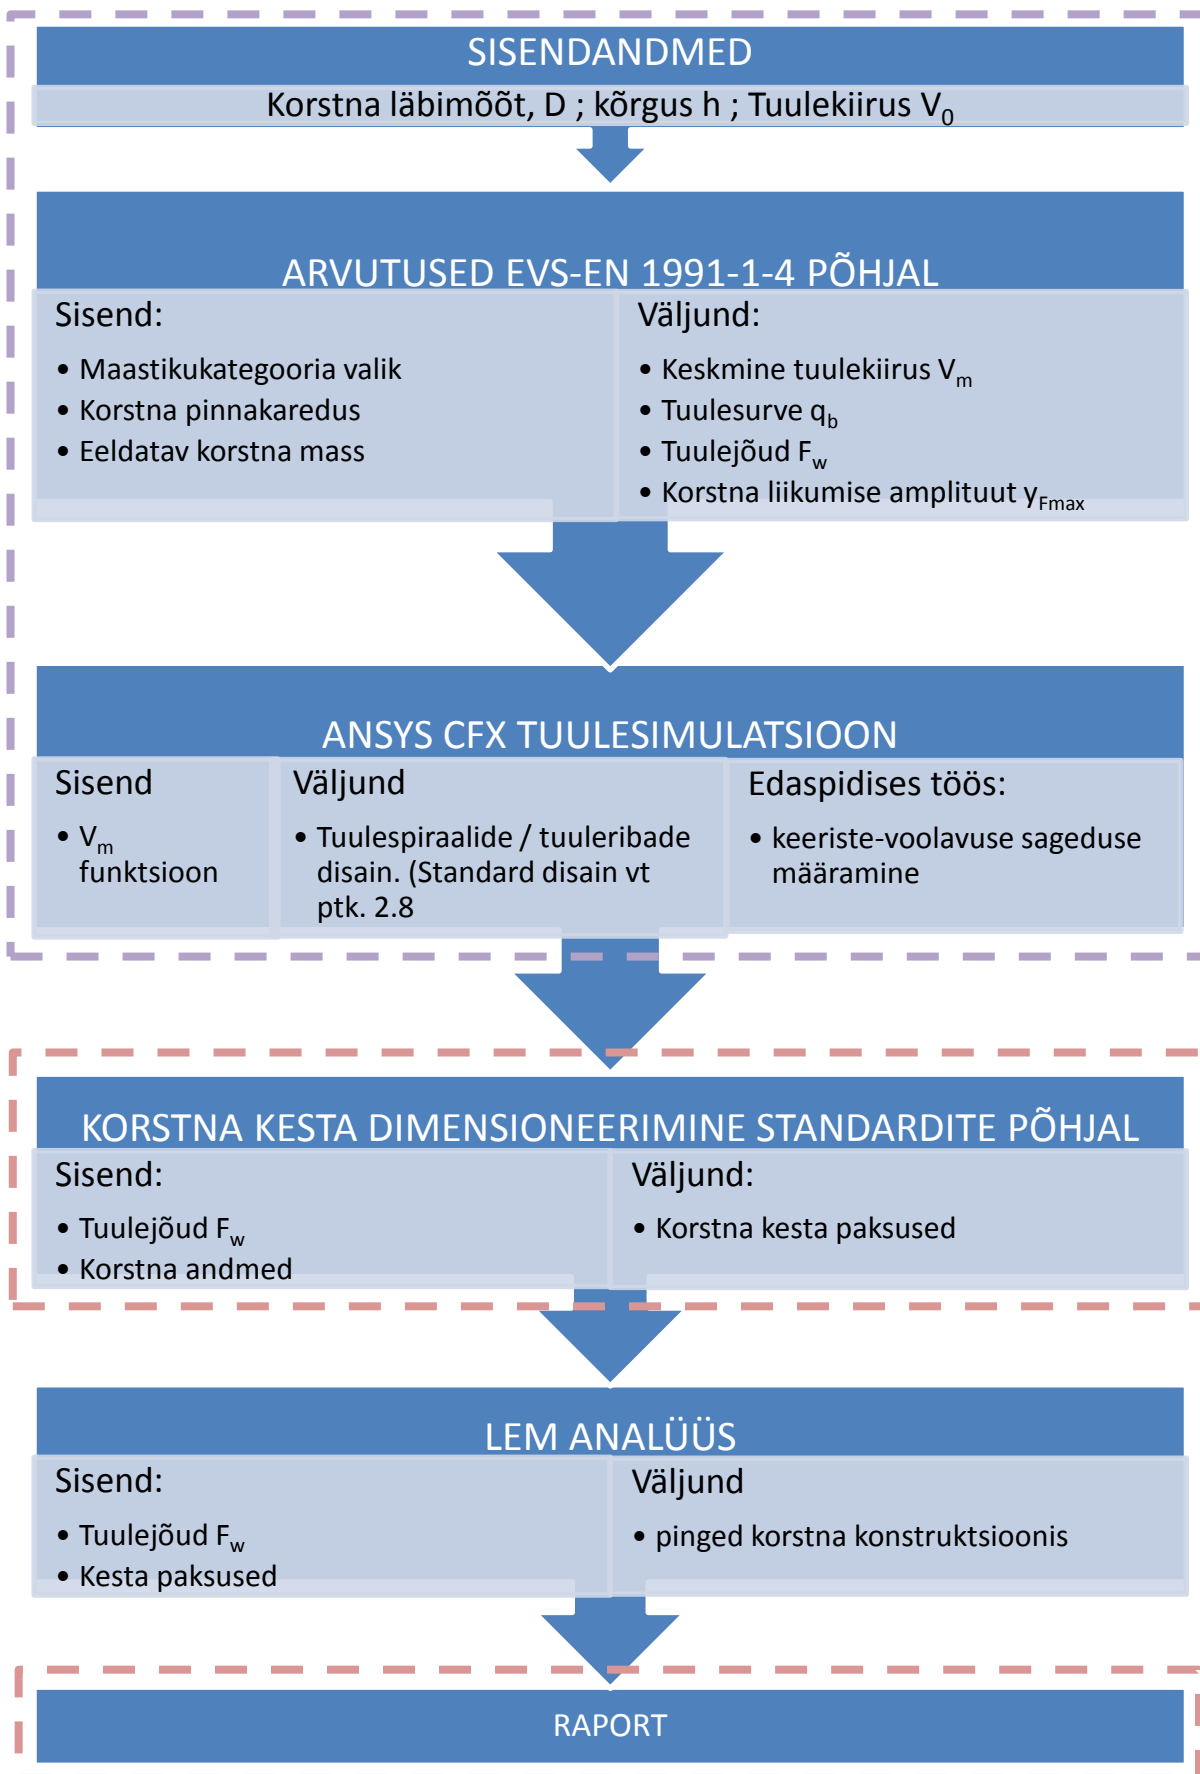 SISENDANDMED
Korstna läbimõõt, D ; kõrgus h ; Tuulekiirus V₀
ARVUTUSED EVS-EN 1991-1-4 PÕHJAL
Sisend:
• Maastikukategooria valik
• Korstna pinnakaredus
• Eeldatav korstna mass
Väljund:
• Keskmine tuulekiirus Vm
• Tuulesurve qb
• Tuulejõud Fw
• Korstna liikumise amplituut yFmax
ANSYS CFX TUULESIMULATSIOON
Sisend
• Vm
funktsioon
Väljund
• Tuulespiraalide / tuuleribade
disain. (Standard disain vt
ptk. 2.8
Edaspidises töös:
• keeriste-voolavuse sageduse
määramine
KORSTNA KESTA DIMENSIONEERIMINE STANDARDITE PÕHJAL
Sisend:
• Tuulejõud Fw
• Korstna andmed
Väljund:
• Korstna kesta paksused
LEM ANALÜÜS
Sisend:
• Tuulejõud Fw
• Kesta paksused
Väljund
• pinged korstna konstruktsioonis
RAPORT